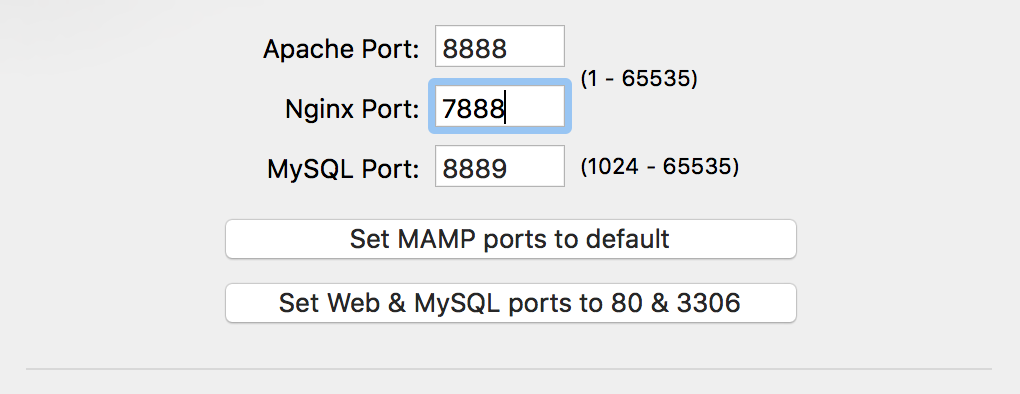 Apache Port: 8888
(1 - 65535)
Nginx Port: 7888
MySQL Port: 8889 (1024 - 65535)
Set MAMP ports to default
Set Web & MySQL ports to 80 & 3306